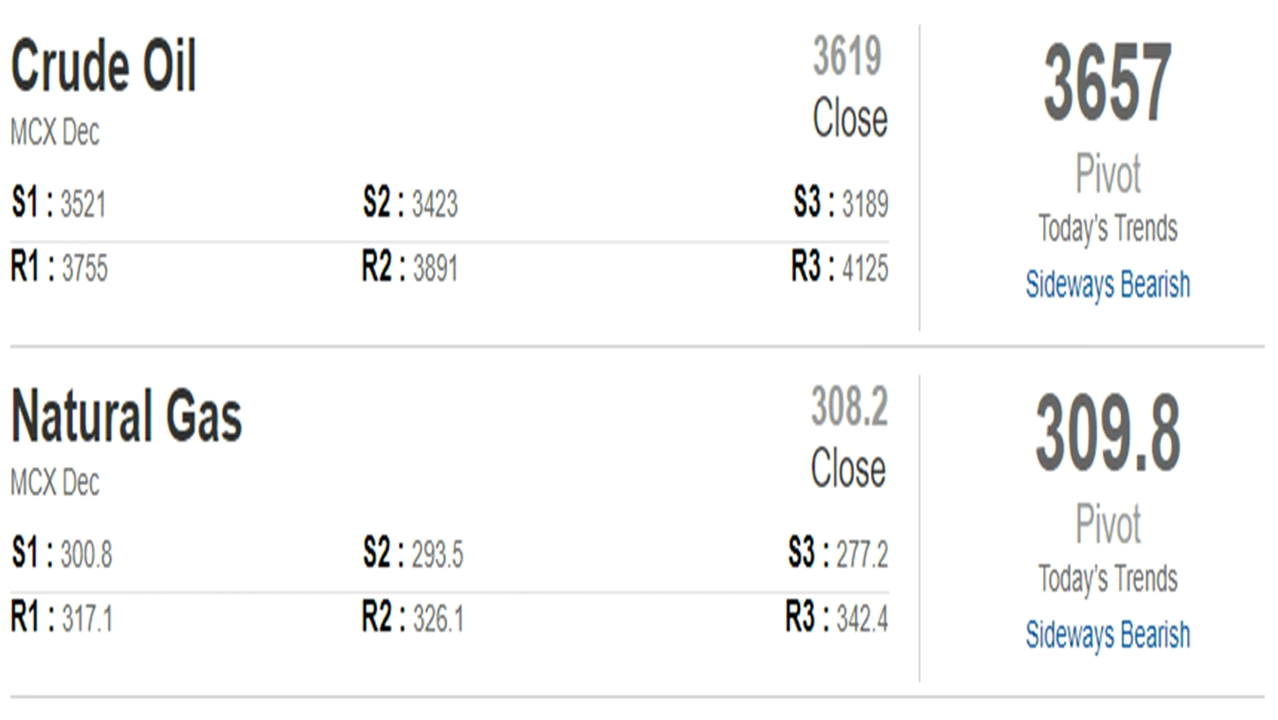 Crude Oil
MCX Dec
3619
Close
S1 : 3521 S2 : 3423 S3 : 3189
R1 : 3755 R2 : 3891 R3 : 4125
3657
Pivot
Today's Trends
Sideways Bearish
Natural Gas
MCX Dec
308.2
Close
S1 : 300.8 S2 : 293.5 S3 : 277.2
R1 : 317.1 R2 : 326.1 R3 : 342.4
309.8
Pivot
Today's Trends
Sideways Bearish